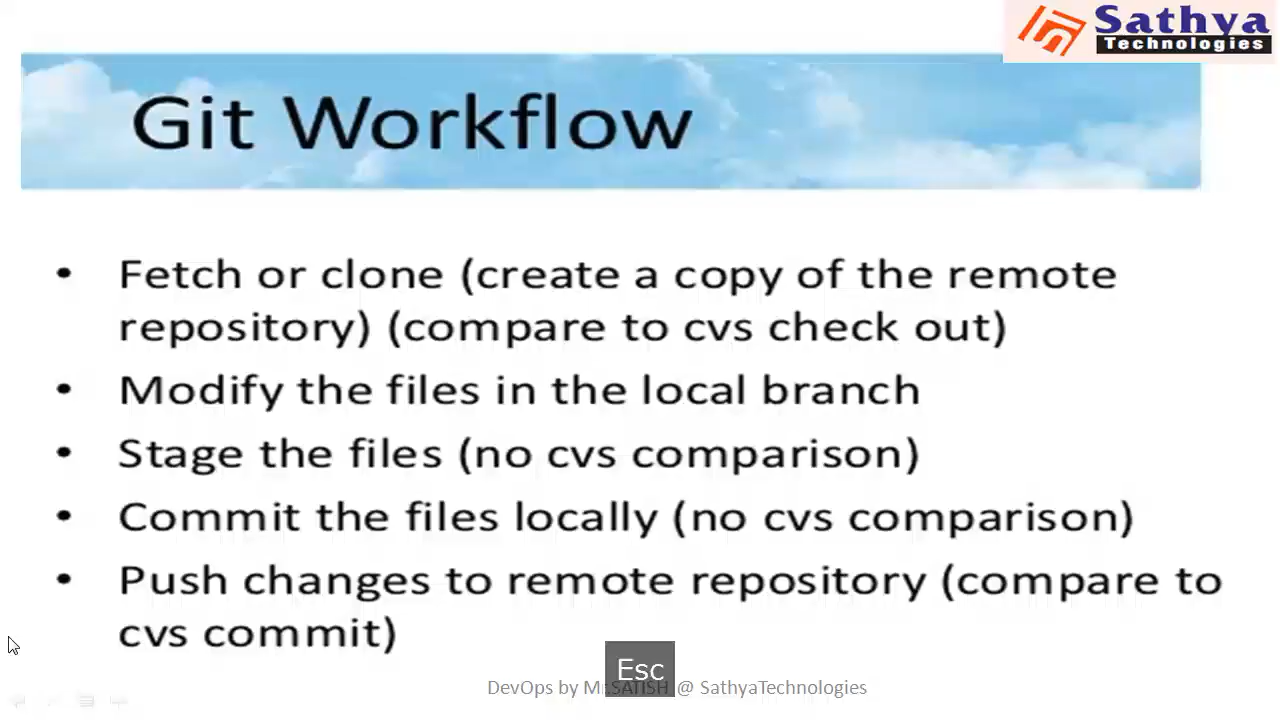 Sathya
Technologies
Git Workflow
• Fetch or clone (create a copy of the remote
repository) (compare to cvs check out)
• Modify the files in the local branch
• Stage the files (no cvs comparison)
• Commit the files locally (no cvs comparison)
• Push changes to remote repository (compare to
cvs commit)
Esc
DevOps by Mr.SATISH @ SathyaTechnologies